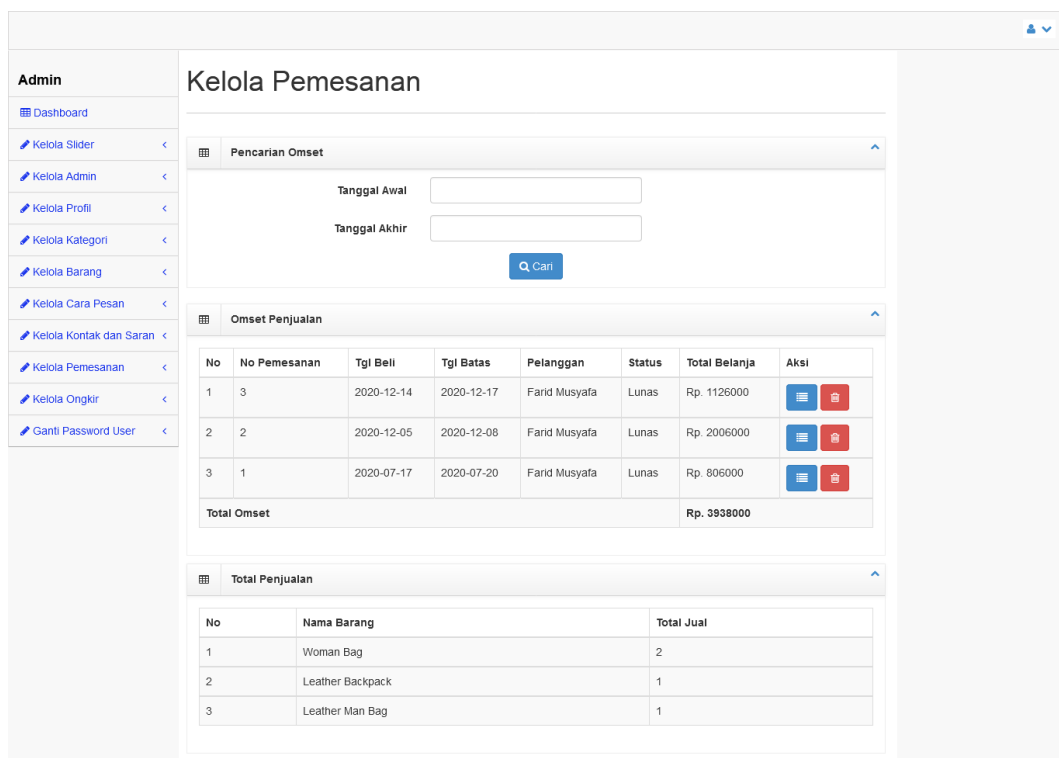 Admin
Dashboard
Kelola Slider
Kelola Admin
Kelola Profil
Kelola Kategori
Kelola Barang
Kelola Cara Pesan
Kelola Kontak dan Saran
Kelola Pemesanan
Kelola Ongkir
Ganti Password User
Kelola Pemesanan
Pencarian Omset
Tanggal Awal
Tanggal Akhir
Cari
Omset Penjualan
No No Pemesanan Tgl Beli Tgl Batas Pelanggan Status Total Belanja Aksi
1 3 2020-12-14 2020-12-17 Farid Musyafa Lunas Rp. 1126000
2 2 2020-12-05 2020-12-08 Farid Musyafa Lunas Rp. 2006000
3 1 2020-07-17 2020-07-20 Farid Musyafa Lunas Rp. 806000
Total Omset Rp. 3938000
Total Penjualan
No Nama Barang Total Jual
1 Woman Bag 2
2 Leather Backpack 1
3 Leather Man Bag 1